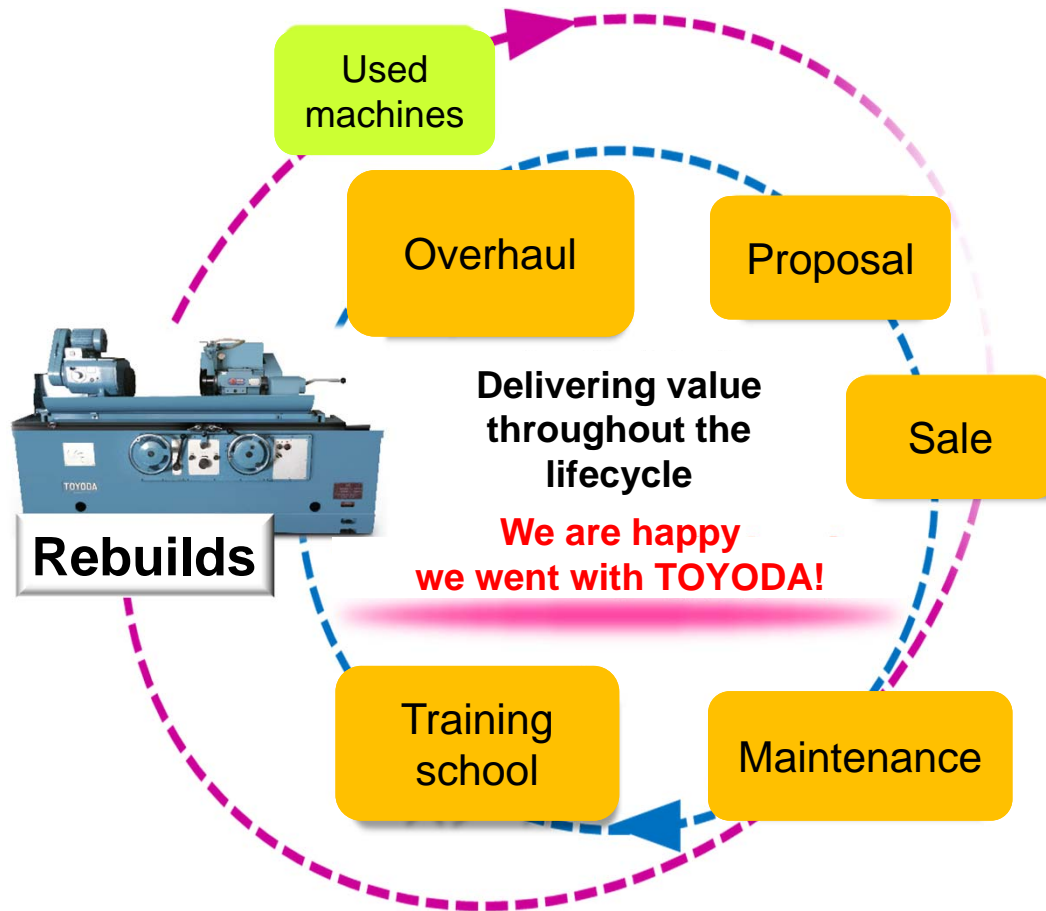 Used
machines
Overhaul
Proposal
Delivering value
throughout the
lifecycle
Sale
TOYODA
Rebuilds
We are happy
we went with TOYODA!
Training
school
Maintenance